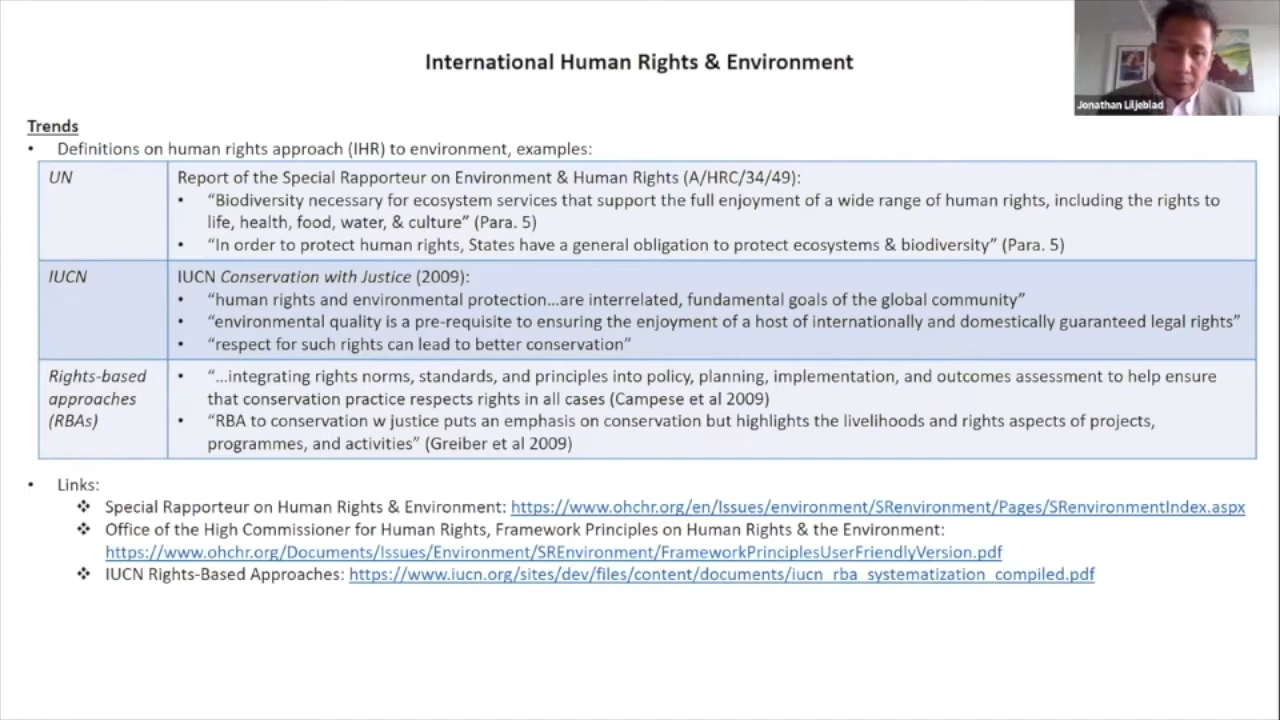 International Human Rights & Environment
Jonathan Liljeblad
Trends
• Definitions on human rights approach (IHR) to environment, examples:
UN
Report of the Special Rapporteur on Environment & Human Rights (A/HRC/34/49):
• “Biodiversity necessary for ecosystem services that support the full enjoyment of a wide range of human rights, including the rights to
life, health, food, water, & culture” (Para. 5)
• “In order to protect human rights, States have a general obligation to protect ecosystems & biodiversity” (Para. 5)
IUCN
IUCN Conservation with Justice (2009):
• “human rights and environmental protection…are interrelated, fundamental goals of the global community”
• “environmental quality is a pre-requisite to ensuring the enjoyment of a host of internationally and domestically guaranteed legal rights”
• “respect for such rights can lead to better conservation”
Rights-based
approaches
(RBAs)
• “…integrating rights norms, standards, and principles into policy, planning, implementation, and outcomes assessment to help ensure
that conservation practice respects rights in all cases (Campese et al 2009)
• “RBA to conservation w justice puts an emphasis on conservation but highlights the livelihoods and rights aspects of projects,
programmes, and activities” (Greiber et al 2009)
• Links:
❖ Special Rapporteur on Human Rights & Environment: https://www.ohchr.org/en/Issues/environment/SRenvironment/Pages/SRenvironmentIndex.aspx
❖ Office of the High Commissioner for Human Rights, Framework Principles on Human Rights & the Environment:
https://www.ohchr.org/Documents/Issues/Environment/SREnvironment/FrameworkPrinciplesUserFriendlyVersion.pdf
❖ IUCN Rights-Based Approaches: https://www.iucn.org/sites/dev/files/content/documents/iucn_rba_systematization_compiled.pdf